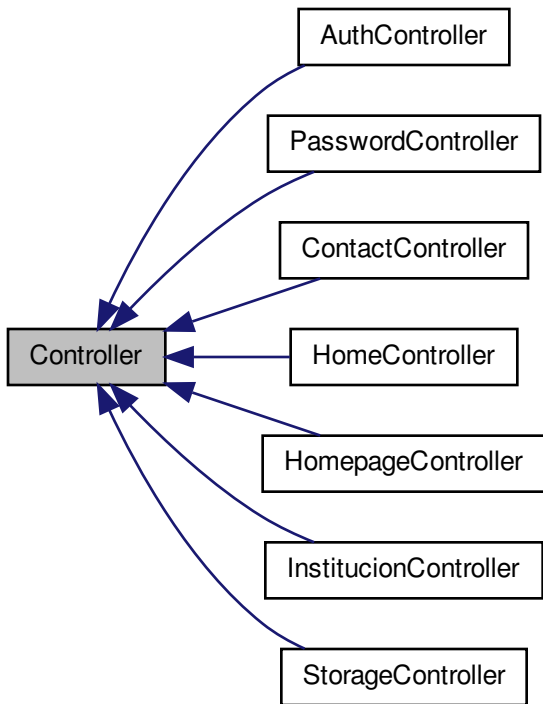 AuthController
PasswordController
ContactController
Controller
HomeController
HomepageController
InstitucionController
StorageController